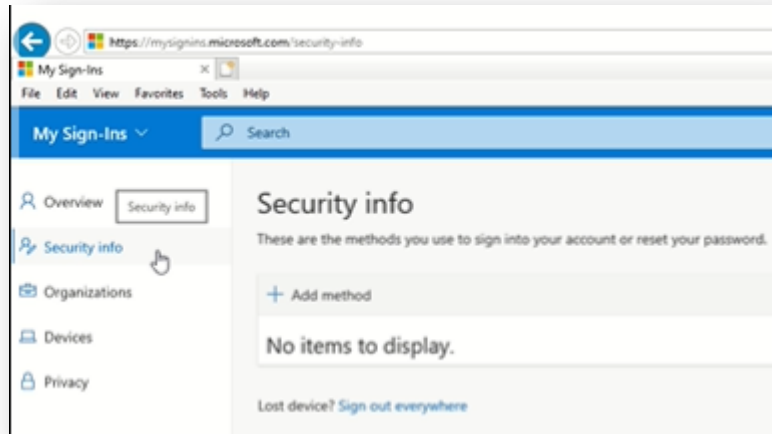 https://mysignins.microsoft.com/security-info
My Sign-Ins
File Edit View Favorites Tools Help
My Sign-Ins
Search
Overview
Security info
Security info
Organizations
Devices
Privacy
Security info
These are the methods you use to sign into your account or reset your password.
+ Add method
No items to display.
Lost device? Sign out everywhere